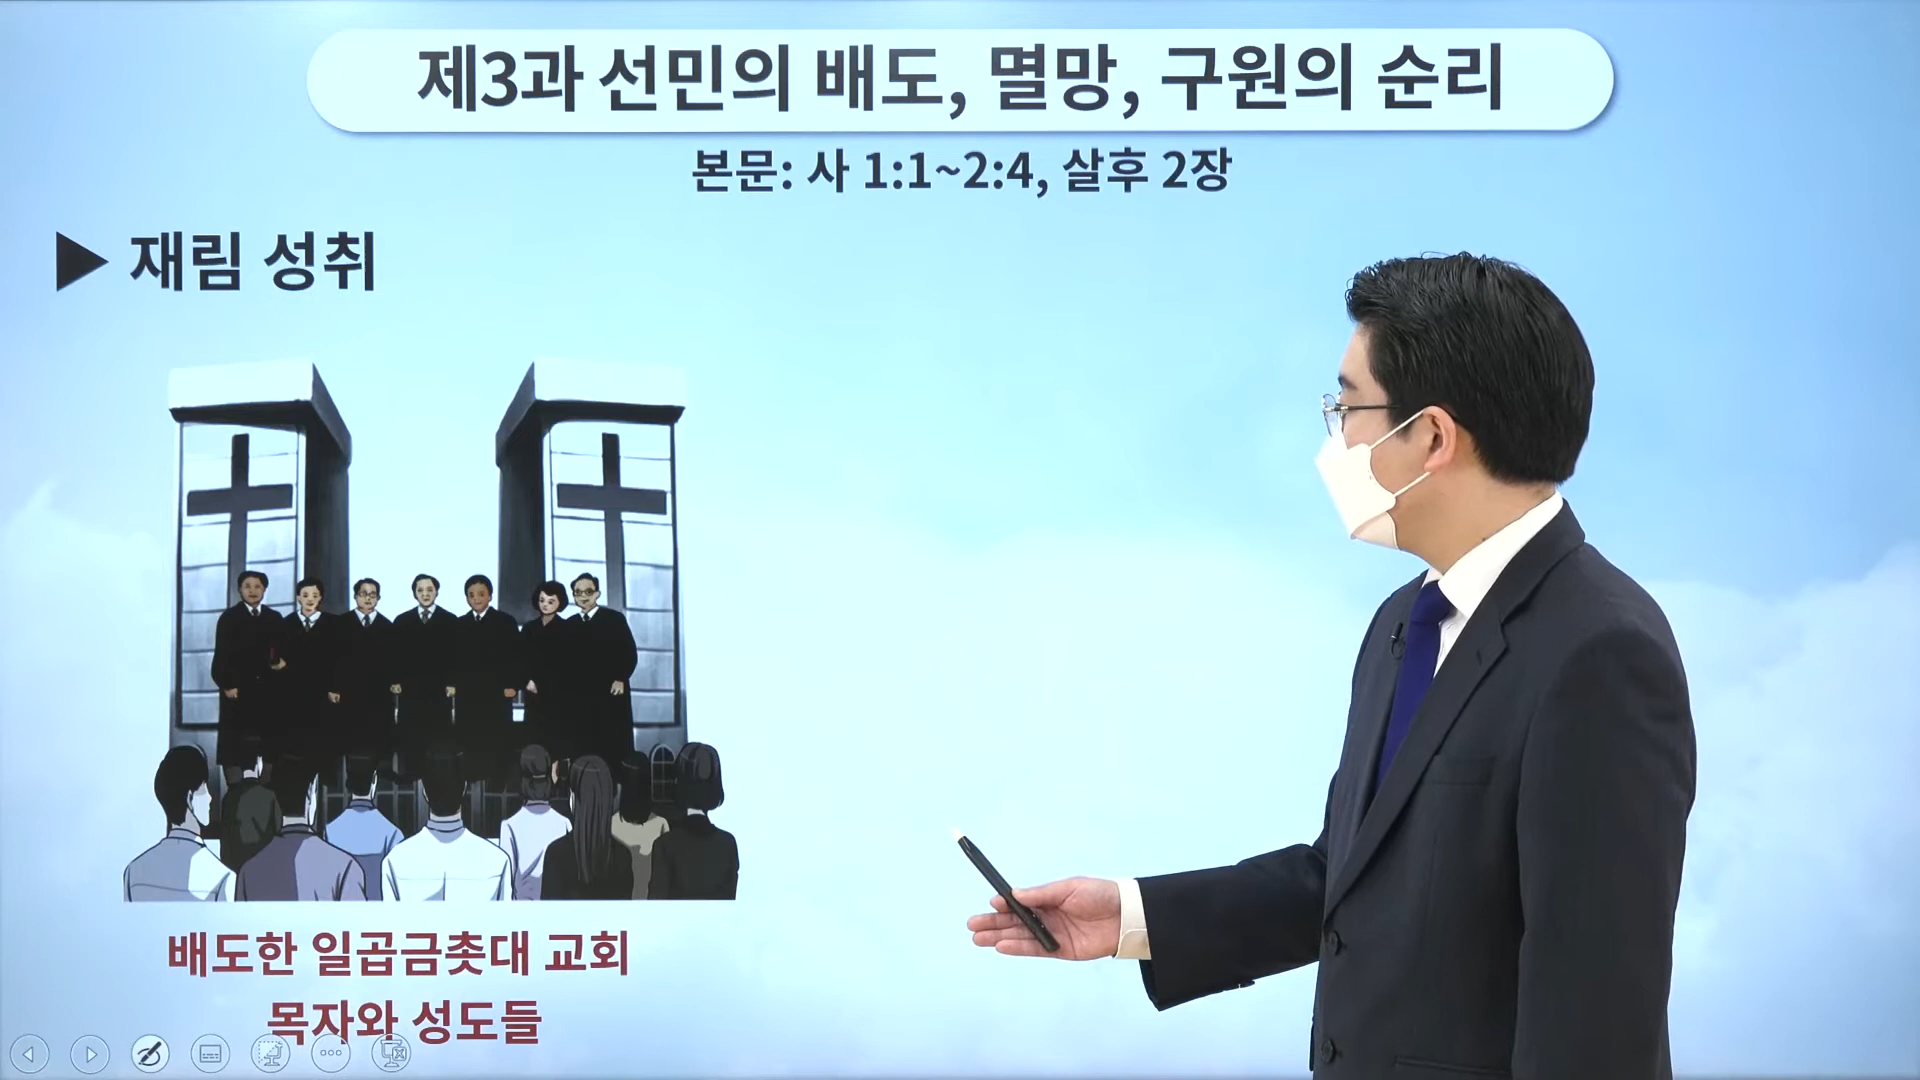 제3과 선민의 배도, 멸망, 구원의 순리
본문: 사 1:1~2:4, 살후 2장
▶ 재림 성취
배도한 일곱금촛대 교회
목자와 성도들